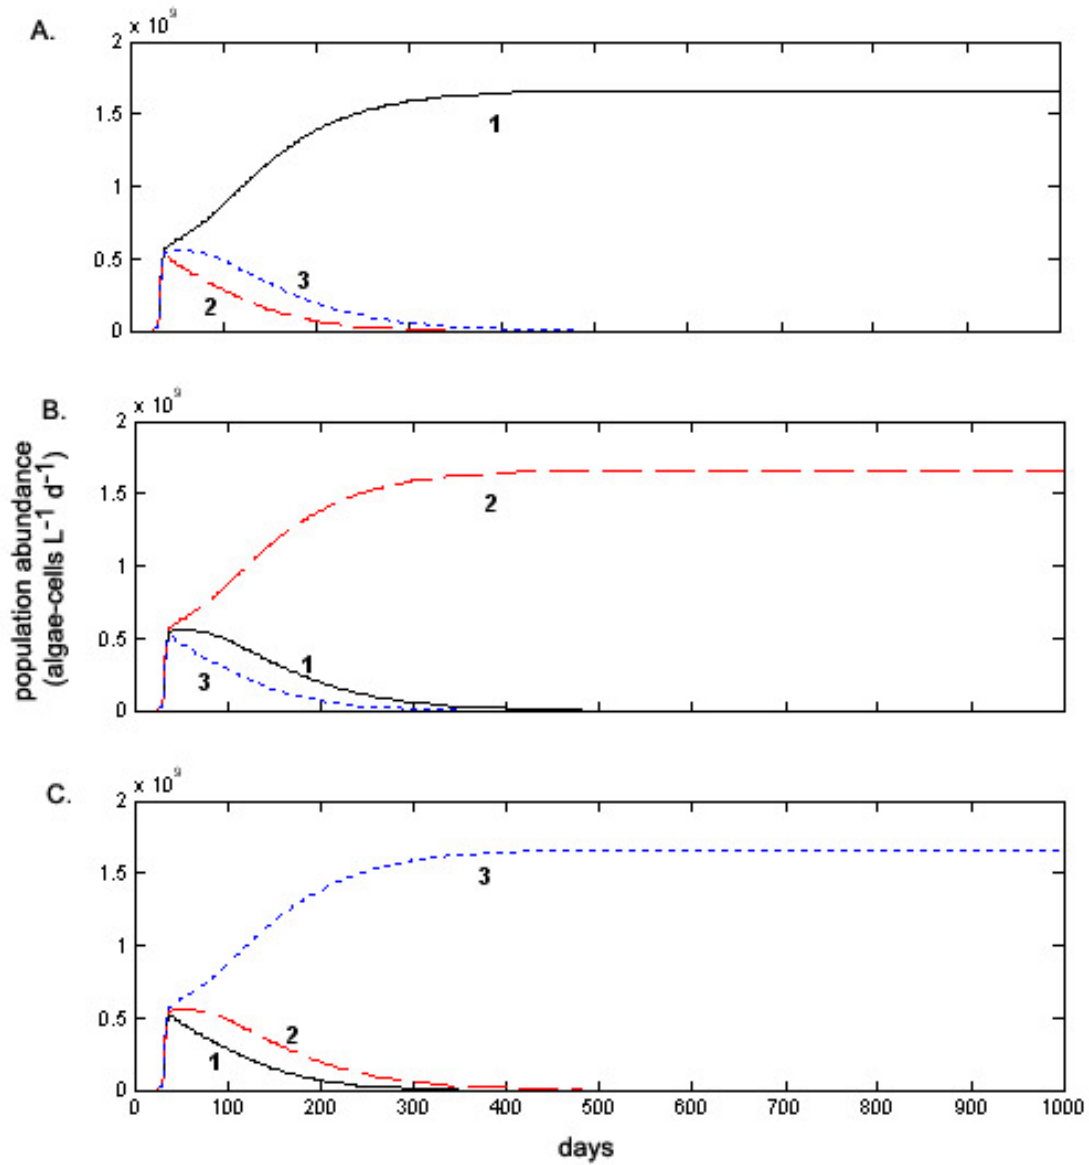 A.
2 x 10⁹
1.5
1
0.5
0
1
2
3
B.
2 x 10⁹
1.5
1
0.5
0
2
1
3
population abundance
(algae-cells L⁻¹ d⁻¹)
C.
2 x 10⁹
1.5
1
0.5
0
3
2
1
0 100 200 300 400 500 600 700 800 900 1000
days